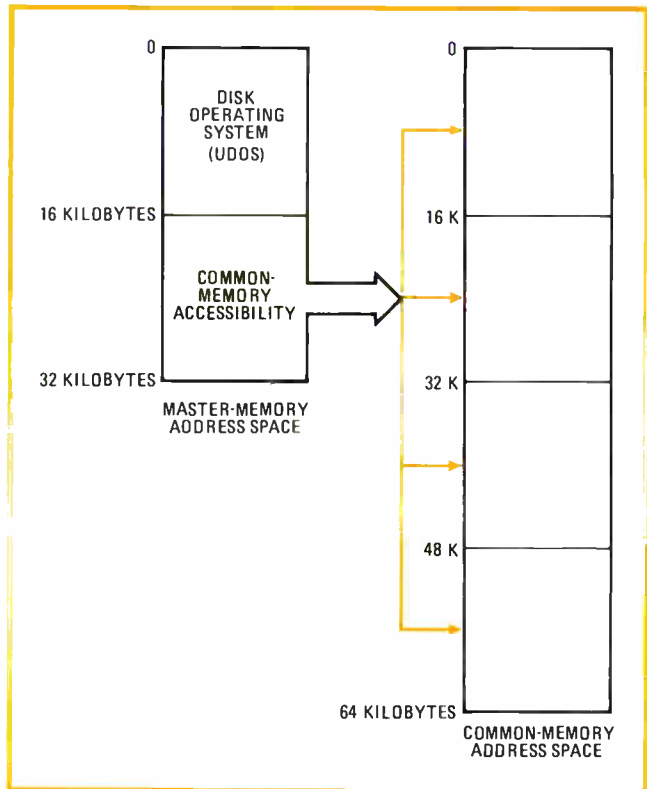 0
DISK
OPERATING
SYSTEM
(UDOS)
16 KILOBYTES
COMMON-
MEMORY
ACCESSIBILITY
32 KILOBYTES
MASTER-MEMORY
ADDRESS SPACE
0
16 K
32 K
48 K
64 KILOBYTES
COMMON-MEMORY
ADDRESS SPACE